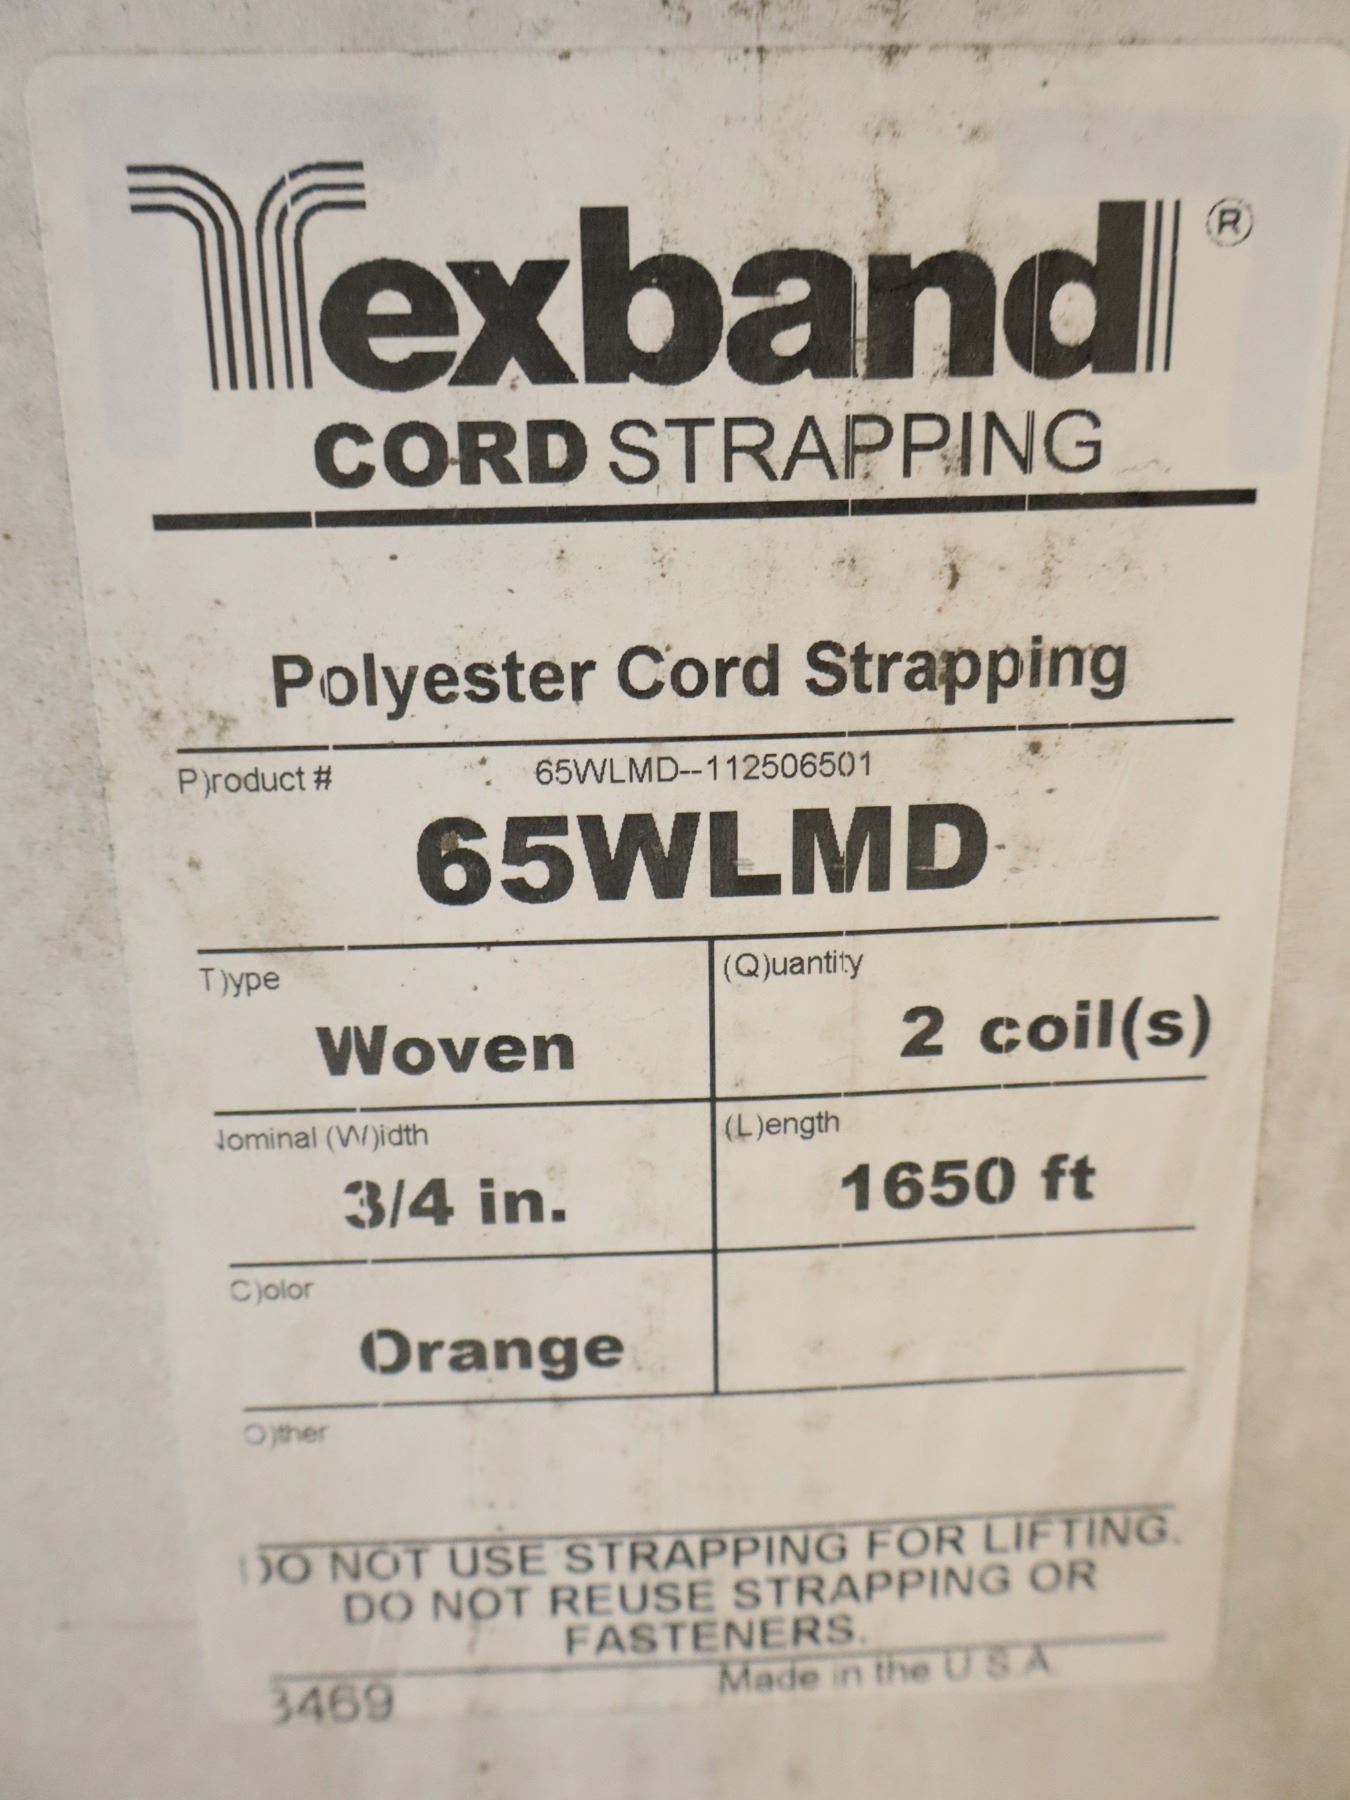 Texband®
CORD STRAPPING
Polyester Cord Strapping
P)roduct # 65WLMD--112506501
65WLMD
T)ype (Q)uantity
Woven 2 coil(s)
Nominal (W)idth (L)ength
3/4 in. 1650 ft
C)olor
Orange
O)ther
DO NOT USE STRAPPING FOR LIFTING.
DO NOT REUSE STRAPPING OR
FASTENERS.
Made in the U.S.A.
3469